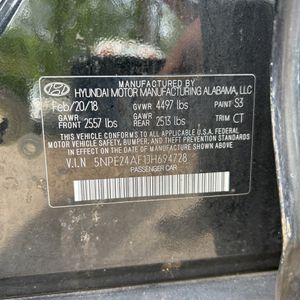 MANUFACTURED BY
HYUNDAI MOTOR MANUFACTURING ALABAMA, LLC
Feb/20/18 GVWR 4497 lbs PAINT S3
GAWR FRONT 2557 lbs GAWR REAR 2513 lbs TRIM CT
THIS VEHICLE CONFORMS TO ALL APPLICABLE
FEDERAL MOTOR VEHICLE SAFETY, BUMPER,
AND THEFT PREVENTION STANDARDS IN EFFECT ON
THE DATE OF MANUFACTURE SHOWN ABOVE.
V.I.N 5NPE24AF1JH694728
PASSENGER CAR